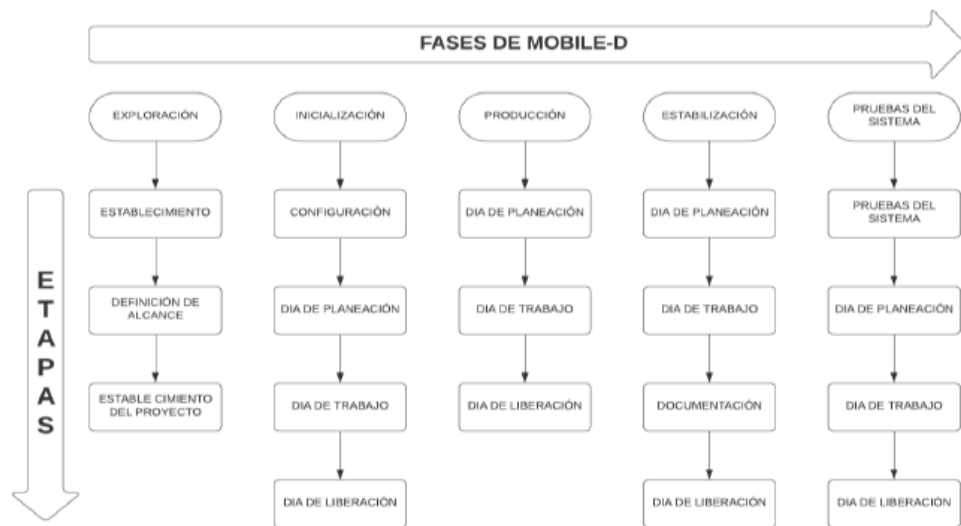 FASES DE MOBILE-D
EXPLORACIÓN
INICIALIZACIÓN
PRODUCCIÓN
ESTABILIZACIÓN
PRUEBAS DEL
SISTEMA
ETAPAS
ESTABLECIMIENTO
CONFIGURACIÓN
DIA DE PLANEACIÓN
DIA DE PLANEACIÓN
PRUEBAS DEL
SISTEMA
DEFINICIÓN DE
ALCANCE
DIA DE PLANEACIÓN
DIA DE TRABAJO
DIA DE TRABAJO
DIA DE PLANEACIÓN
ESTABLE CIMIENTO
DEL PROYECTO
DIA DE TRABAJO
DIA DE LIBERACIÓN
DOCUMENTACIÓN
DIA DE TRABAJO
DIA DE LIBERACIÓN
DIA DE LIBERACIÓN
DIA DE LIBERACIÓN